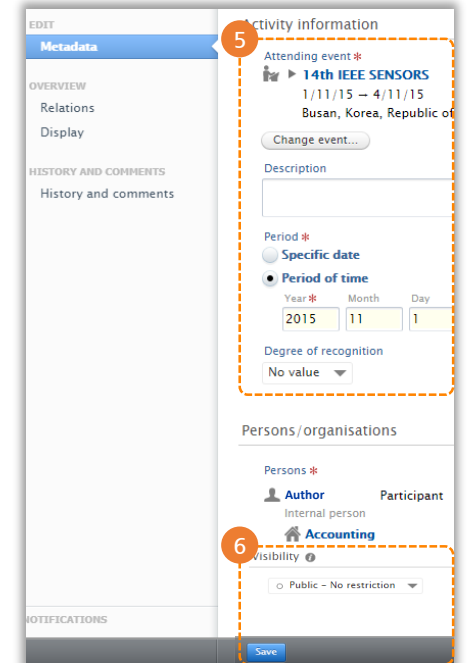 EDIT
Metadata
OVERVIEW
Relations
Display
HISTORY AND COMMENTS
History and comments
NOTIFICATIONS
Activity information
5
Attending event *
14th IEEE SENSORS
1/11/15 → 4/11/15
Busan, Korea, Republic of
Change event...
Description
Period *
Specific date
Period of time
Year * Month Day
2015 11 1
Degree of recognition
No value
Persons/organisations
Persons *
Author Participant
Internal person
Accounting
6
Visibility
Public - No restriction
Save